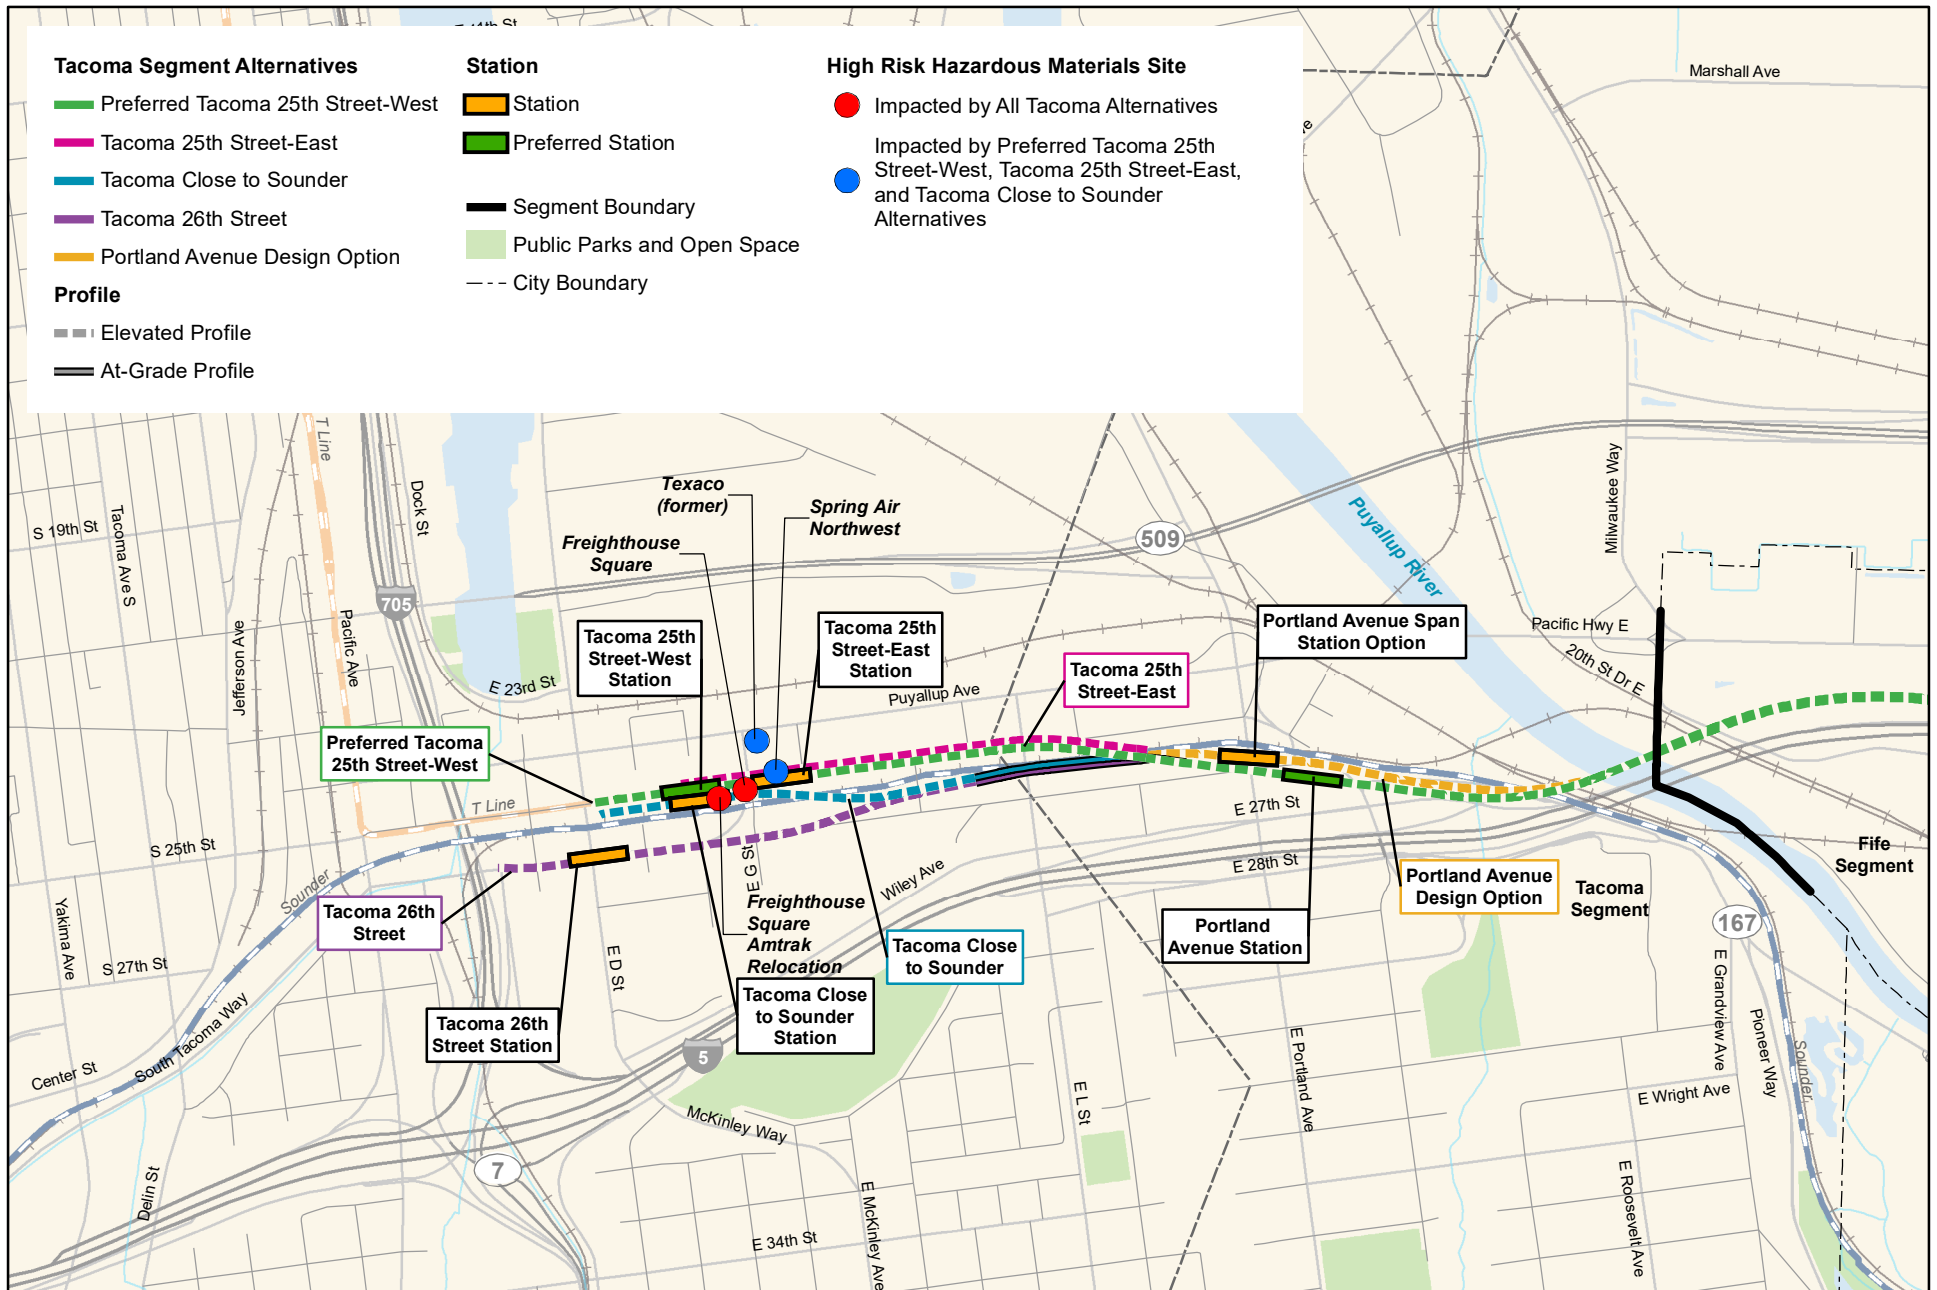 Tacoma Segment Alternatives
Preferred Tacoma 25th Street-West
Tacoma 25th Street-East
Tacoma Close to Sounder
Tacoma 26th Street
Portland Avenue Design Option
Profile
Elevated Profile
At-Grade Profile
Station
Station
Preferred Station
Segment Boundary
Public Parks and Open Space
City Boundary
High Risk Hazardous Materials Site
Impacted by All Tacoma Alternatives
Impacted by Preferred Tacoma 25th
Street-West, Tacoma 25th Street-East,
and Tacoma Close to Sounder
Alternatives
Marshall Ave
T Line
Dock St
Tacoma Ave S
S 19th St
Texaco
(former)
Spring Air
Northwest
Freighthouse
Square
509
Puyallup River
Milwaukee Way
705
Pacific Ave
Jefferson Ave
E 23rd St
Tacoma 25th
Street-West
Station
Tacoma 25th
Street-East
Station
Portland Avenue Span
Station Option
Pacific Hwy E
20th St Dr E
Puyallup Ave
Tacoma 25th
Street-East
Preferred Tacoma
25th Street-West
T Line
S 25th St
Sounder
E 27th St
E 28th St
E G St
Wiley Ave
Fife
Segment
Tacoma
Segment
Portland Avenue
Design Option
Portland
Avenue Station
Tacoma 26th
Street
Freighthouse
Square
Amtrak
Relocation
Tacoma Close
to Sounder
167
Yakima Ave
S 27th St
E D St
Tacoma Close
to Sounder
Station
Tacoma 26th
Street Station
South Tacoma Way
Center St
5
E Grandview Ave
Pioneer Way
Sounder
E Portland Ave
E L St
E Wright Ave
McKinley Way
7
Delin St
E McKinley Ave
E Roosevelt Ave
E 34th St